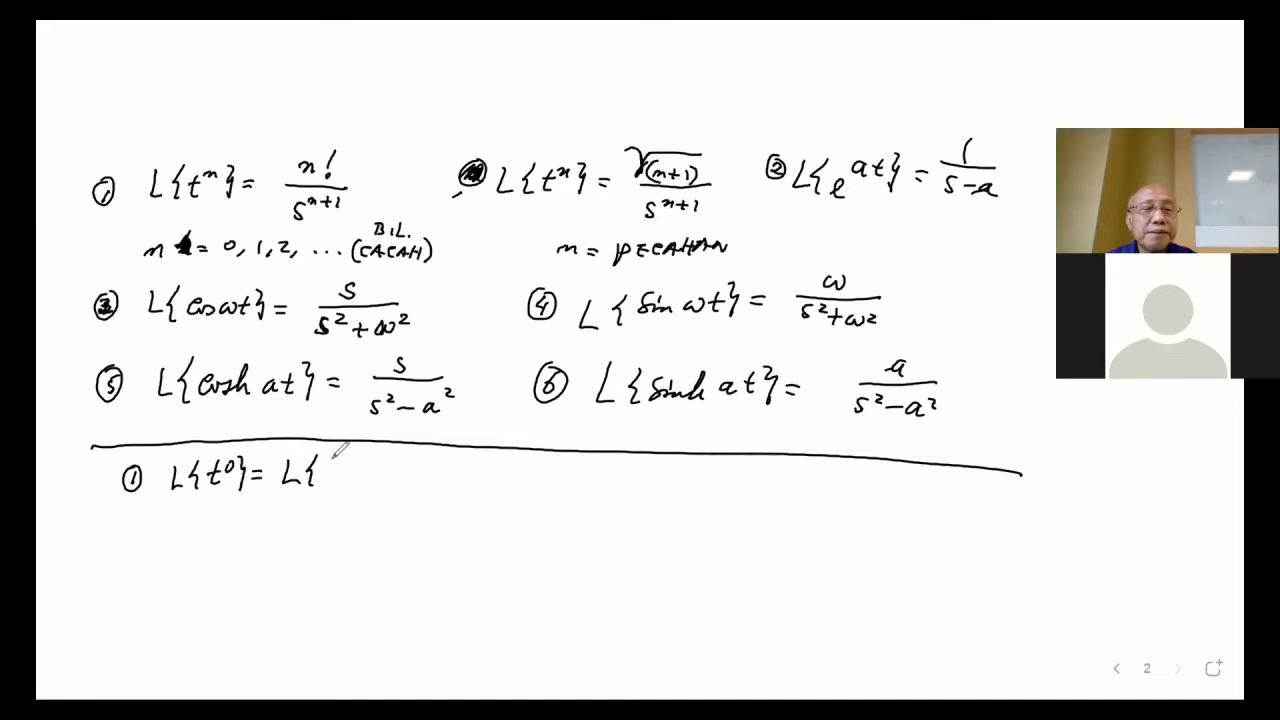 ① L{tⁿ} = n!/sⁿ⁺¹   L{tⁿ} = √(n+1)/sⁿ⁺¹   ② L{e^at} = 1/(s-a)
n = 0, 1, 2, ... (BIL. CACAH)   n = PECAHAN
③ L{cos ωt} = s/(s²+ω²)   ④ L{sin ωt} = ω/(s²+ω²)
⑤ L{cosh at} = s/(s²-a²)   ⑥ L{sinh at} = a/(s²-a²)
① L{t⁰} = L{
2